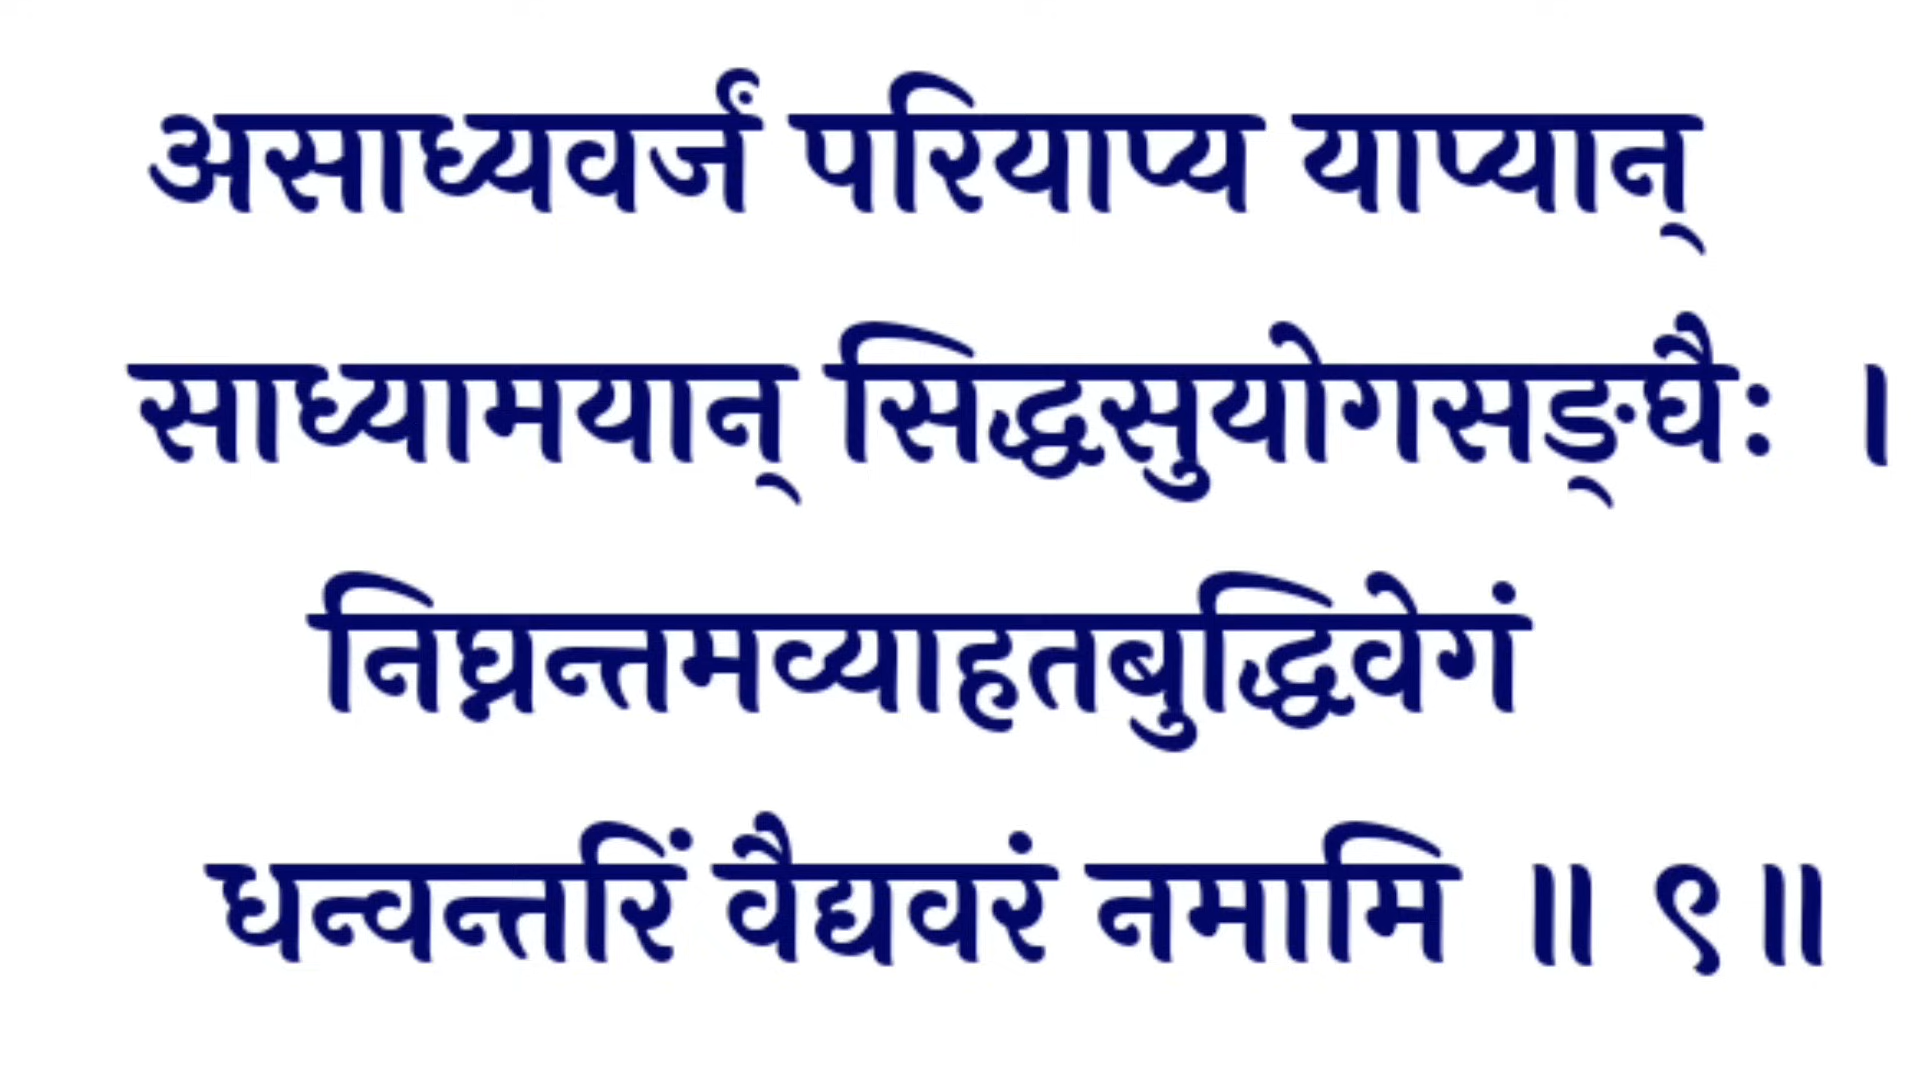 असाध्यवर्जं परियाप्य याप्यान्
साध्यामयान् सिद्धसुयोगसङ्घैः ।
निघ्नन्तमव्याहतबुद्धिवेगं
धन्वन्तरिं वैद्यवरं नमामि ॥ ९॥